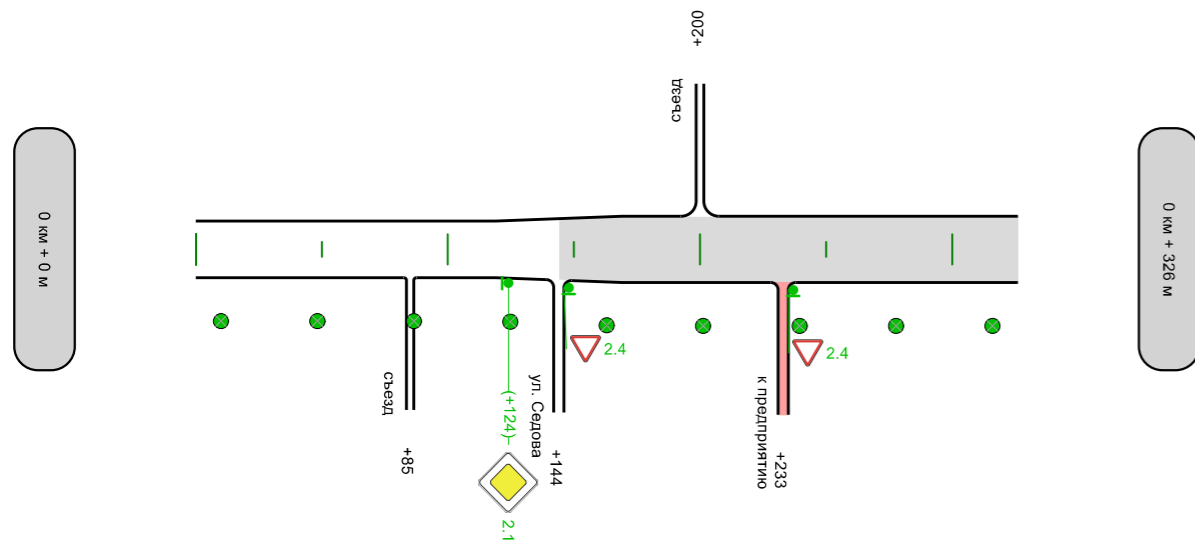 +200
съезд
0 км + 0 м
0 км + 326 м
2.4
2.4
съезд
+85
(+124)
ул. Седова
+144
к предприятию
+233
2.1